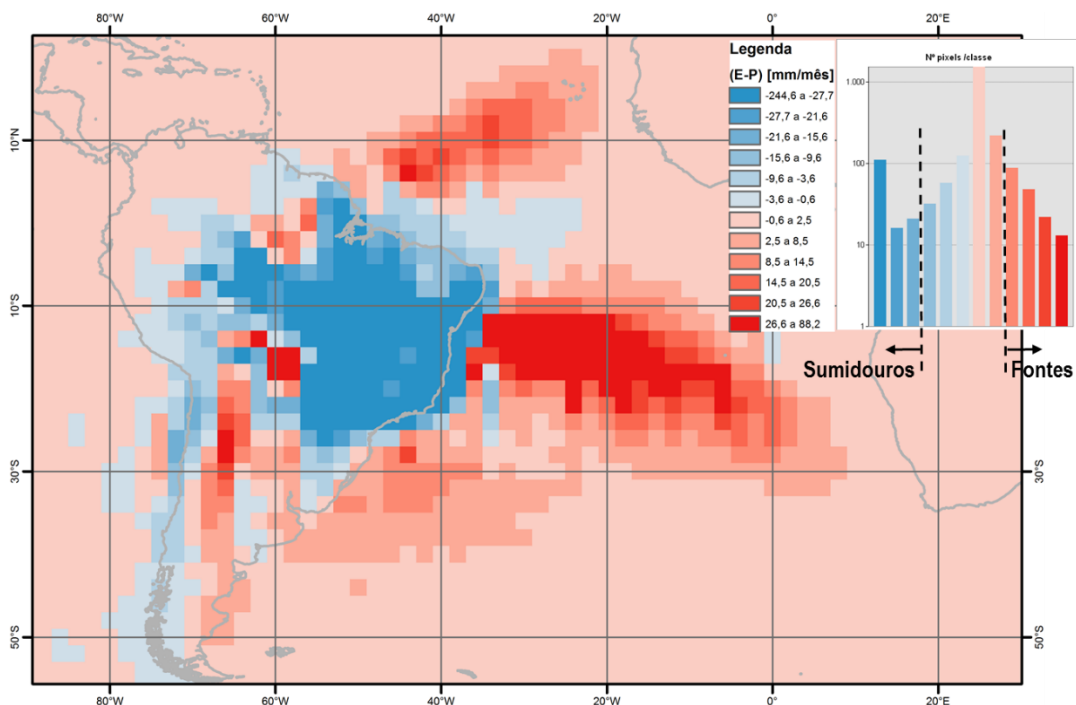 80°W 60°W 40°W 20°W 0° 20°E
Legenda
(E-P) [mm/mês]
-244,6 a -27,7
-27,7 a -21,6
-21,6 a -15,6
-15,6 a -9,6
-9,6 a -3,6
-3,6 a -0,6
-0,6 a 2,5
2,5 a 8,5
8,5 a 14,5
14,5 a 20,5
20,5 a 26,6
26,6 a 88,2
Nº pixels /classe
1.000
100
10
1
Sumidouros
Fontes
10°N
10°S
30°S 30°S
50°S 50°S
80°W 60°W 40°W 20°W 0° 20°E